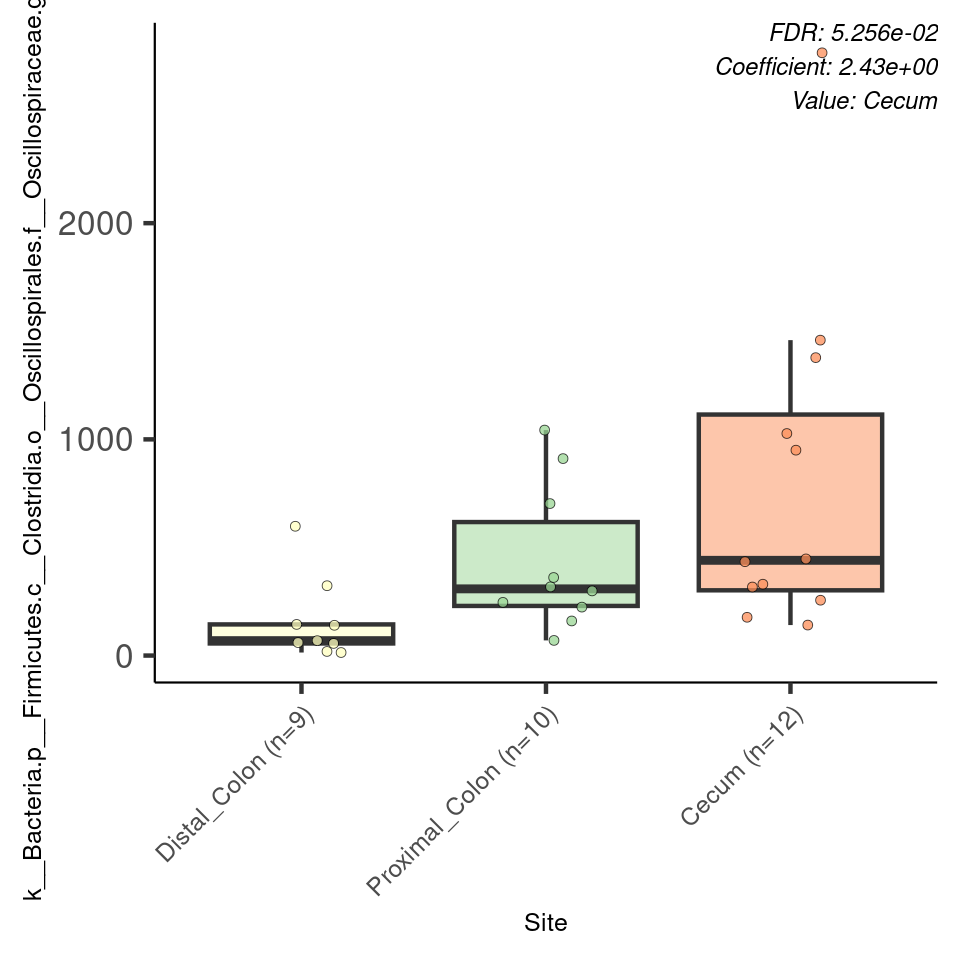 k__Bacteria.p__Firmicutes.c__Clostridia.o__Oscillospirales.f__Oscillospiraceae.g
FDR: 5.256e-02
Coefficient: 2.43e+00
Value: Cecum
2000
1000
0
Distal_Colon (n=9)
Proximal_Colon (n=10)
Cecum (n=12)
Site